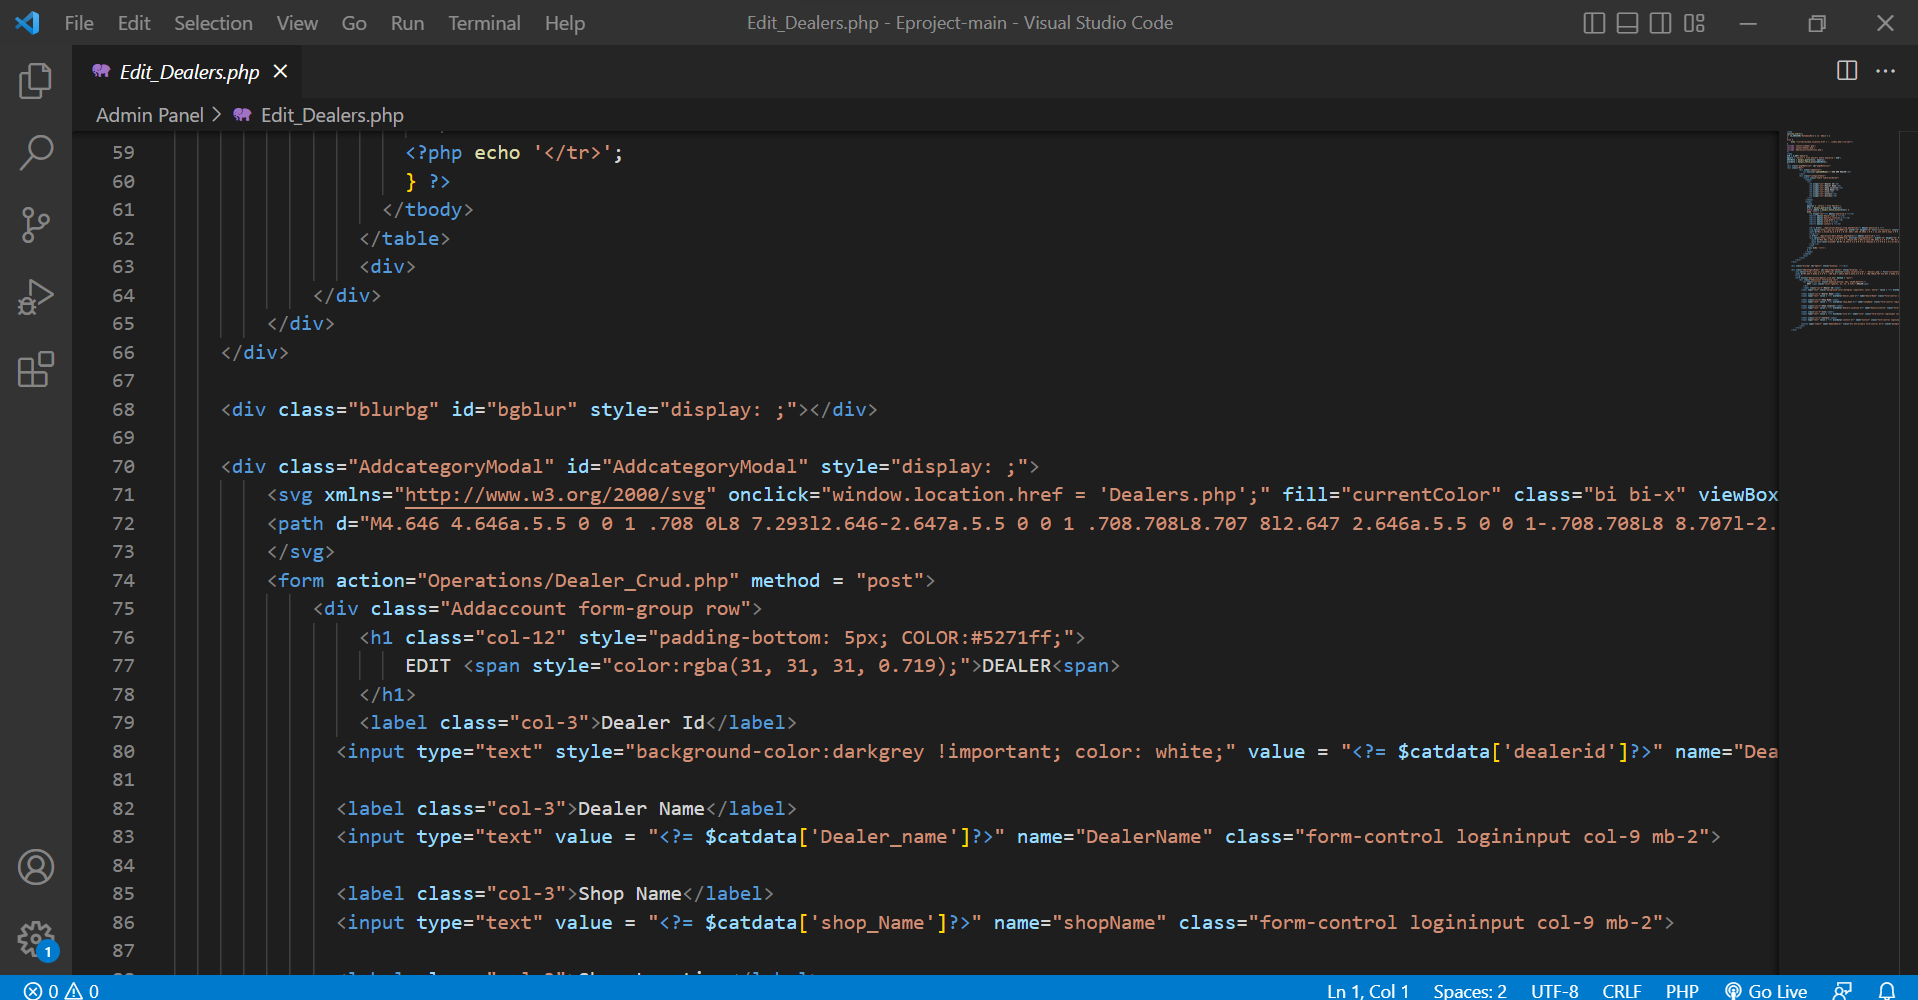 File Edit Selection View Go Run Terminal Help Edit_Dealers.php - Eproject-main - Visual Studio Code
Edit_Dealers.php
Admin Panel > Edit_Dealers.php
59 <?php echo '</tr>';
60 } ?>
61 </tbody>
62 </table>
63 <div>
64 </div>
65 </div>
66 </div>
67
68 <div class="blurbg" id="bgblur" style="display: ;"></div>
69
70 <div class="AddcategoryModal" id="AddcategoryModal" style="display: ;">
71 <svg xmlns="http://www.w3.org/2000/svg" onclick="window.location.href = 'Dealers.php';" fill="currentColor" class="bi bi-x" viewBox
72 <path d="M4.646 4.646a.5.5 0 0 1 .708 0L8 7.293l2.646-2.647a.5.5 0 0 1 .708.708L8.707 8l2.647 2.646a.5.5 0 0 1-.708.708L8 8.707l-2.
73 </svg>
74 <form action="Operations/Dealer_Crud.php" method = "post">
75 <div class="Addaccount form-group row">
76 <h1 class="col-12" style="padding-bottom: 5px; COLOR:#5271ff;">
77 EDIT <span style="color:rgba(31, 31, 31, 0.719);">DEALER<span>
78 </h1>
79 <label class="col-3">Dealer Id</label>
80 <input type="text" style="background-color:darkgrey !important; color: white;" value = "<?= $catdata['dealerid']?>" name="Dea
81
82 <label class="col-3">Dealer Name</label>
83 <input type="text" value = "<?= $catdata['Dealer_name']?>" name="DealerName" class="form-control logininput col-9 mb-2">
84
85 <label class="col-3">Shop Name</label>
86 <input type="text" value = "<?= $catdata['shop_Name']?>" name="shopName" class="form-control logininput col-9 mb-2">
87
1
0 0 Ln 1, Col 1 Spaces: 2 UTF-8 CRLF PHP Go Live